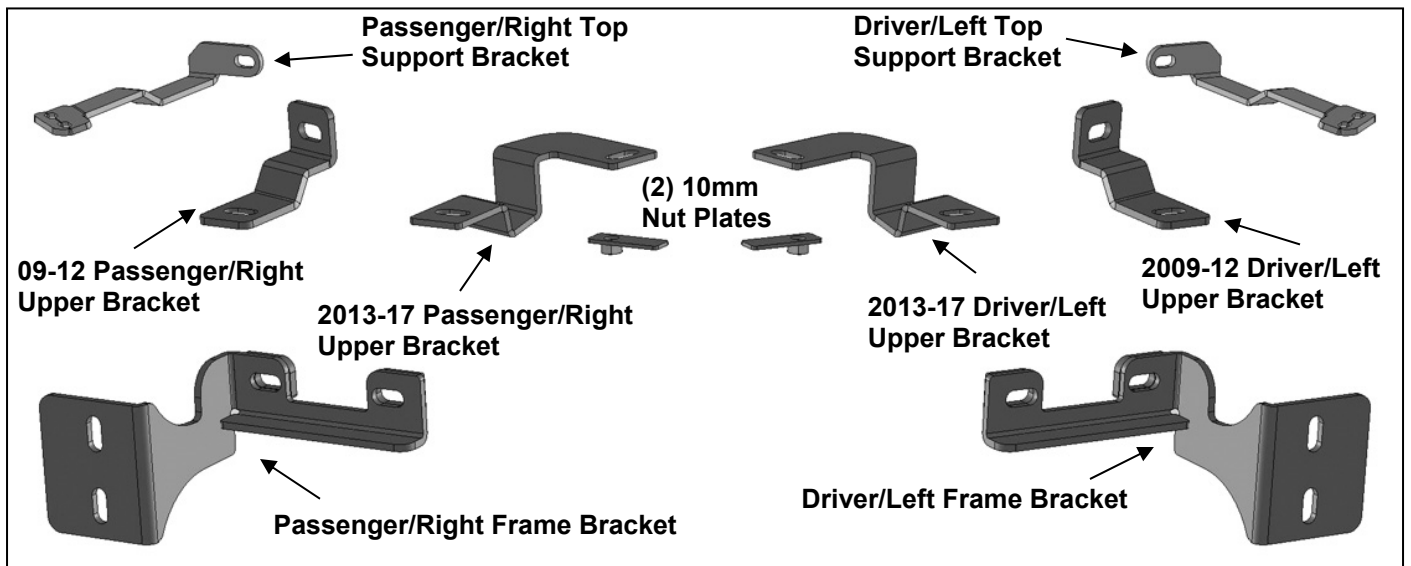 Passenger/Right Top
Support Bracket
Driver/Left Top
Support Bracket
(2) 10mm
Nut Plates
09-12 Passenger/Right
Upper Bracket
2013-17 Passenger/Right
Upper Bracket
2013-17 Driver/Left
Upper Bracket
2009-12 Driver/Left
Upper Bracket
Passenger/Right Frame Bracket
Driver/Left Frame Bracket